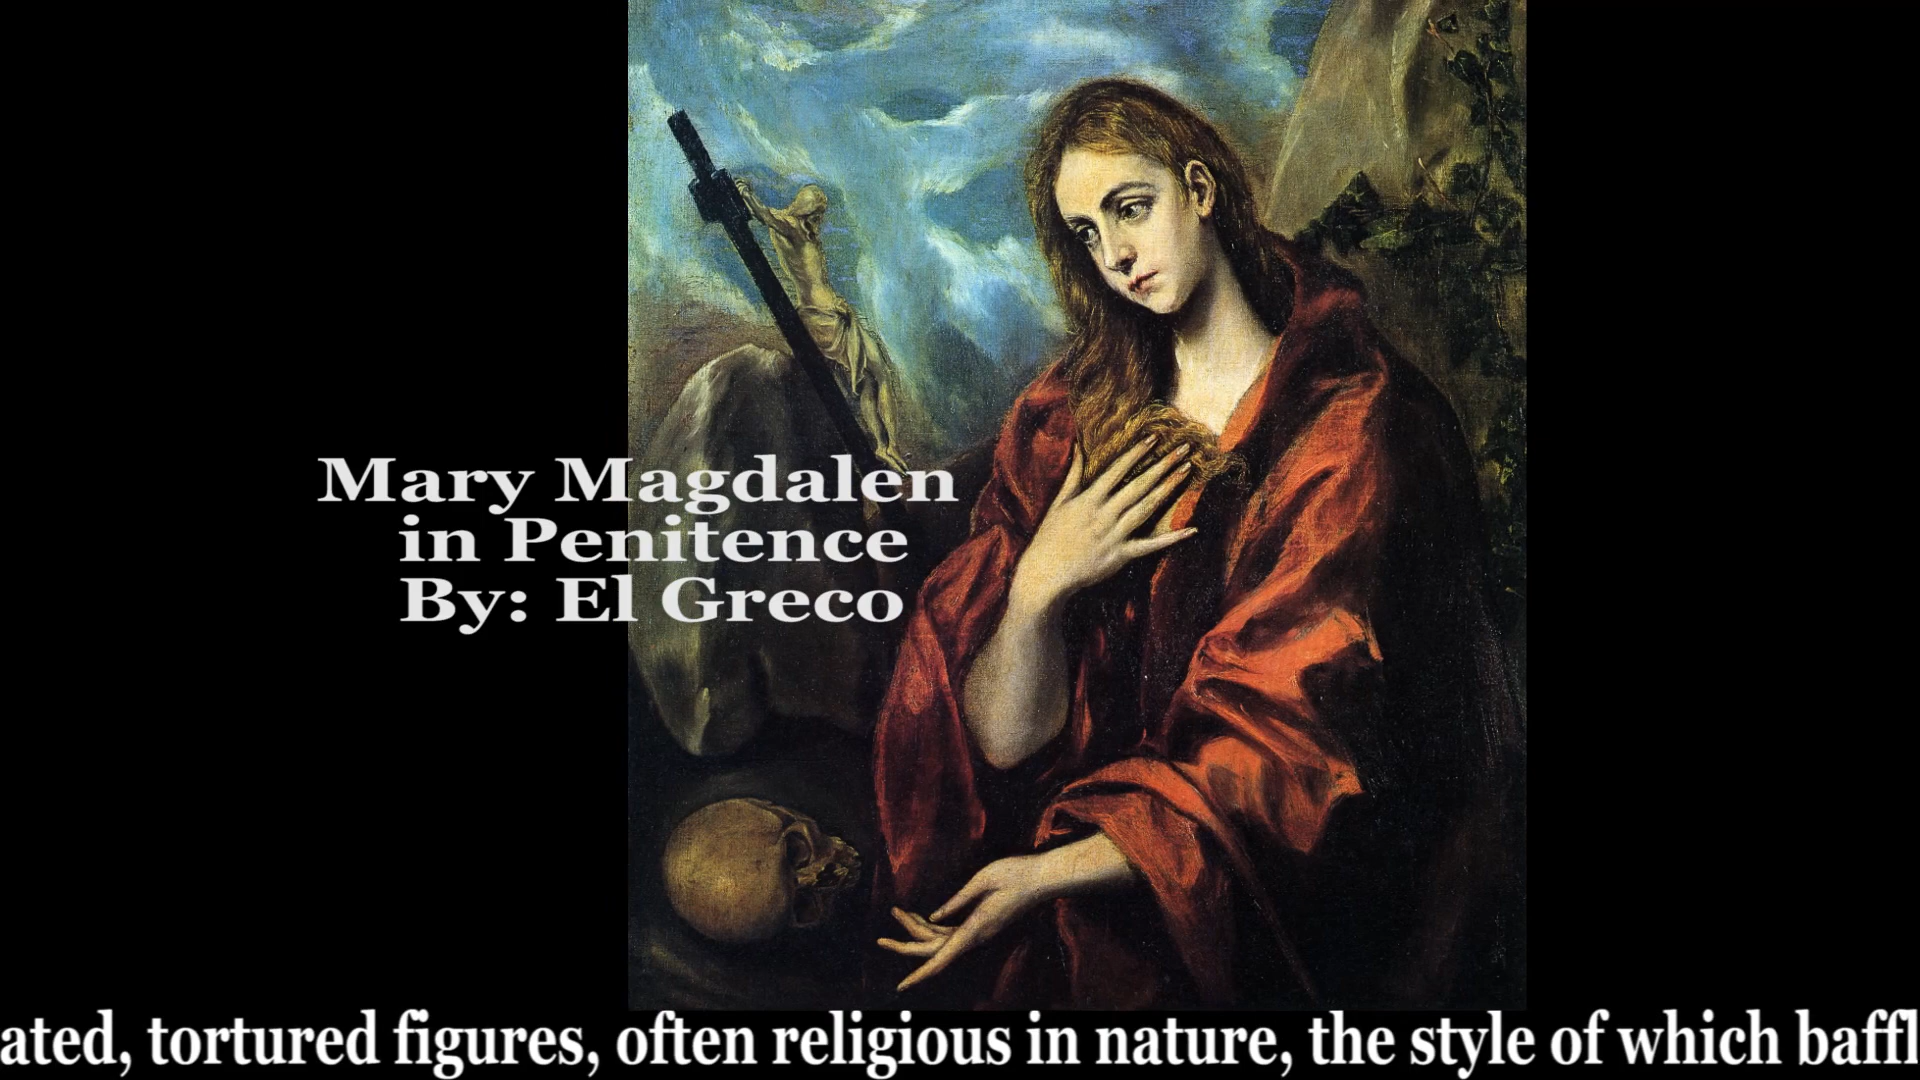 Mary Magdalen
in Penitence
By: El Greco
ated, tortured figures, often religious in nature, the style of which baffl